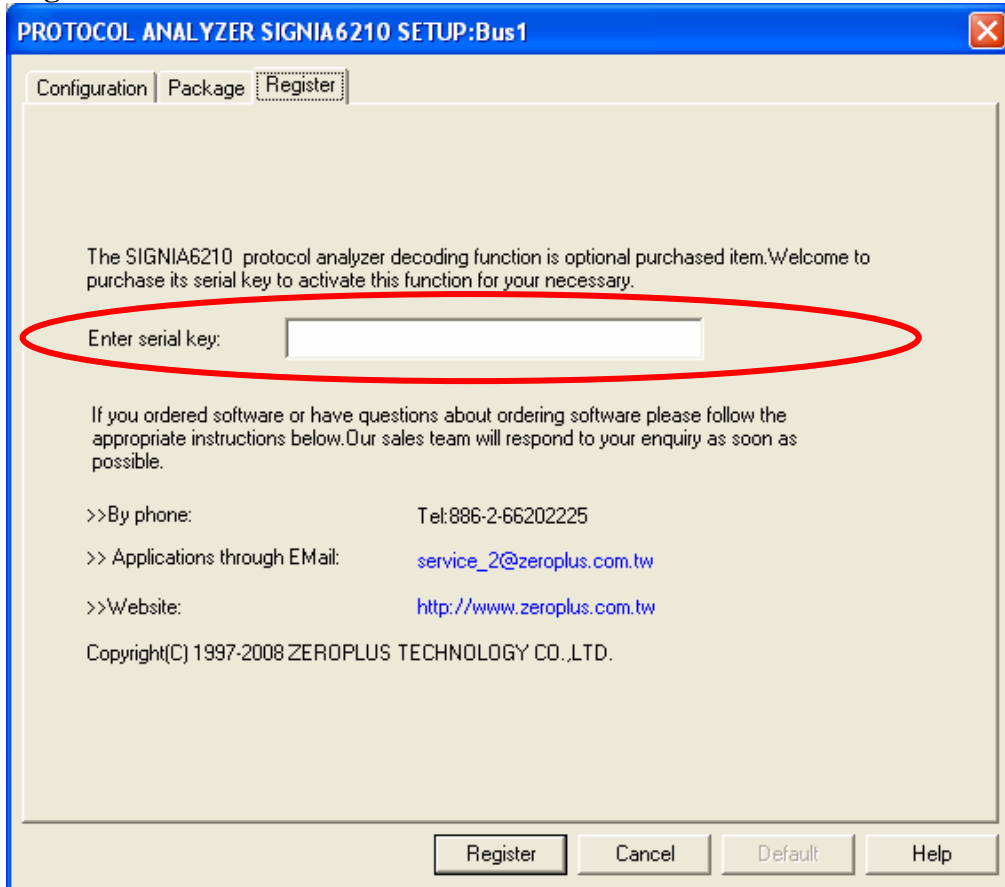 PROTOCOL ANALYZER SIGNIA6210 SETUP:Bus1
Configuration Package Register
The SIGNIA6210 protocol analyzer decoding function is optional purchased item.Welcome to
purchase its serial key to activate this function for your necessary.
Enter serial key:
If you ordered software or have questions about ordering software please follow the
appropriate instructions below.Our sales team will respond to your enquiry as soon as
possible.
>>By phone: Tel:886-2-66202225
>> Applications through EMail: service_2@zeroplus.com.tw
>>Website: http://www.zeroplus.com.tw
Copyright(C) 1997-2008 ZEROPLUS TECHNOLOGY CO.,LTD.
Register Cancel Default Help